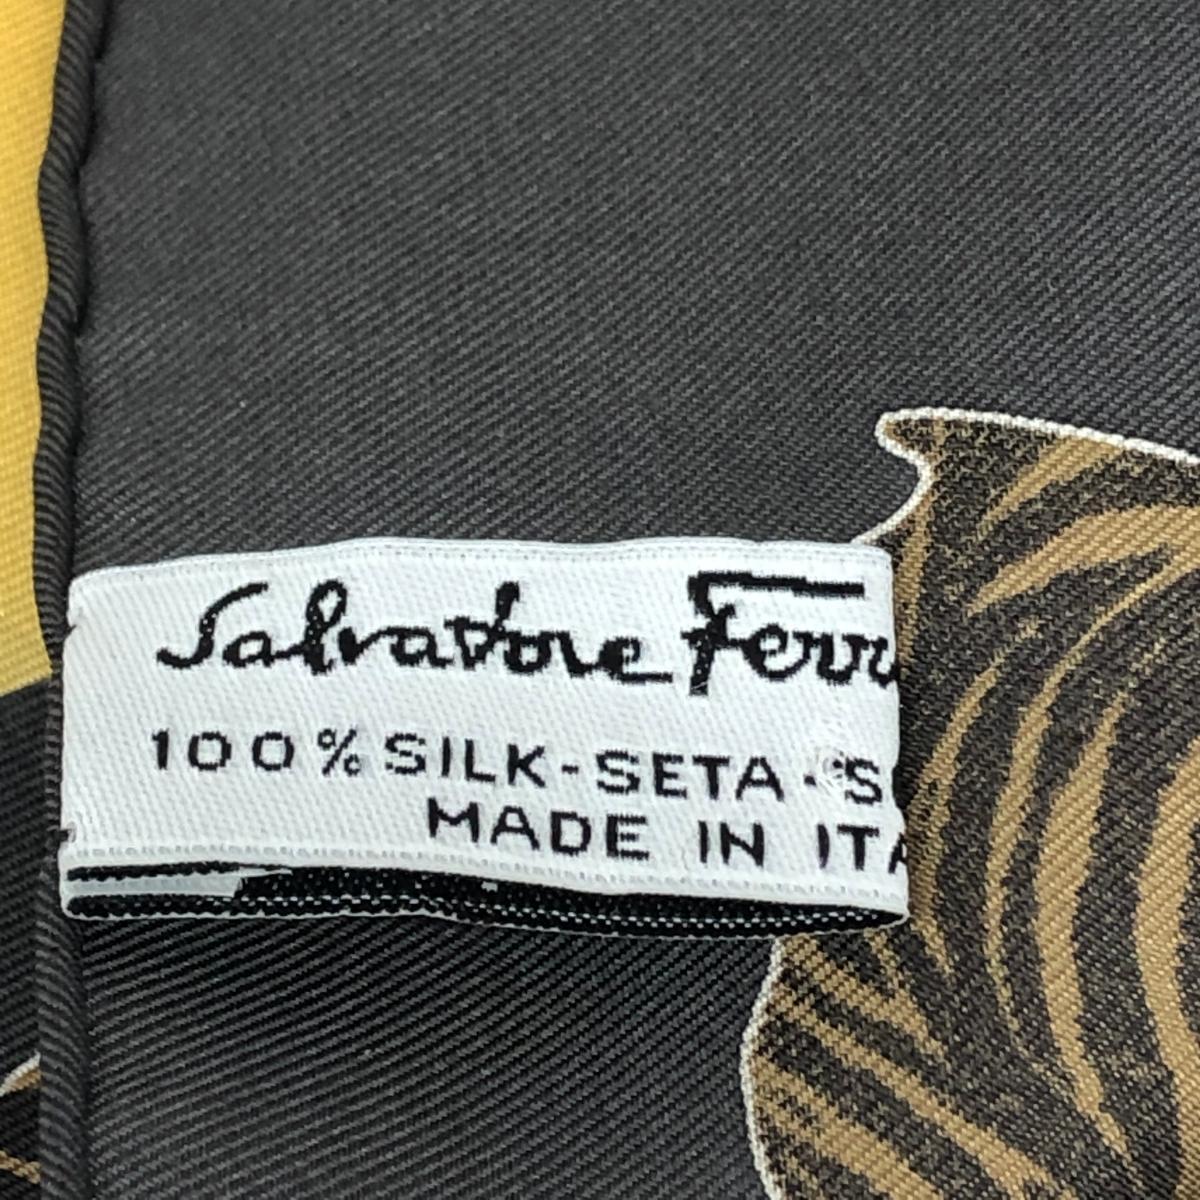 Salvatore Ferr
100% SILK-SETA-S
MADE IN ITA